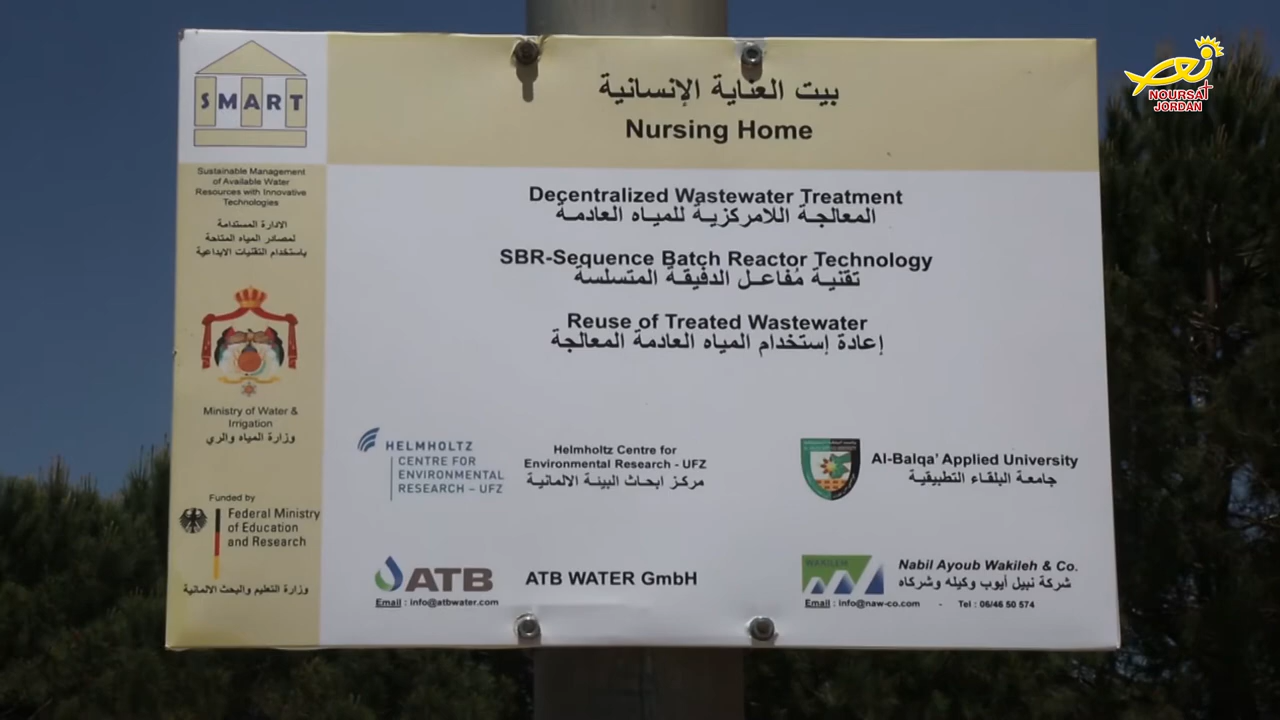 نور سات
NOURSAT
JORDAN
SMART
Sustainable Management
of Available Water
Resources with Innovative
Technologies
الادارة المستدامة
لمصادر المياه المتاحة
باستخدام التقنيات الابداعية
Ministry of Water &
Irrigation
وزارة المياه والري
Funded by
Federal Ministry
of Education
and Research
وزارة التعليم والبحث الالمانية
بيت العناية الإنسانية
Nursing Home
Decentralized Wastewater Treatment
المعالجة اللامركزية للمياه العادمة
SBR-Sequence Batch Reactor Technology
تقنية مُفاعل الدفيقة المتسلسة
Reuse of Treated Wastewater
إعادة إستخدام المياه العادمة المعالجة
HELMHOLTZ
CENTRE FOR
ENVIRONMENTAL
RESEARCH – UFZ
Helmholtz Centre for
Environmental Research - UFZ
مركز ابحاث البيئة الالمانية
Al-Balqa' Applied University
جامعة البلقاء التطبيقية
ATB
Email : info@atbwater.com
ATB WATER GmbH
WAKILEH
Nabil Ayoub Wakileh & Co.
شركة نبيل أيوب وكيله وشركاه
Email : info@naw-co.com - Tel : 06/46 50 574